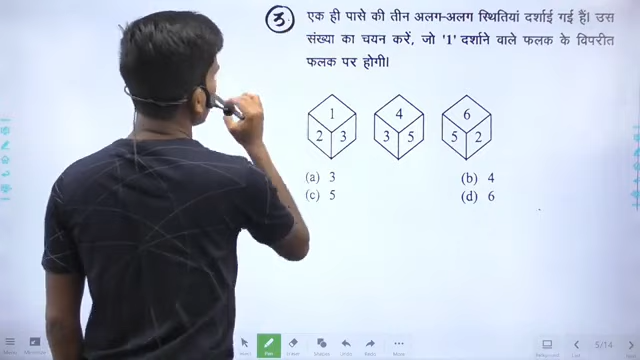 3 एक ही पासे की तीन अलग-अलग स्थितियां दर्शाई गई हैं। उस
संख्या का चयन करें, जो '1' दर्शाने वाले फलक के विपरीत
फलक पर होगी।
1 4 6
2 3 3 5 5 2
(a) 3 (b) 4
(c) 5 (d) 6
5/14